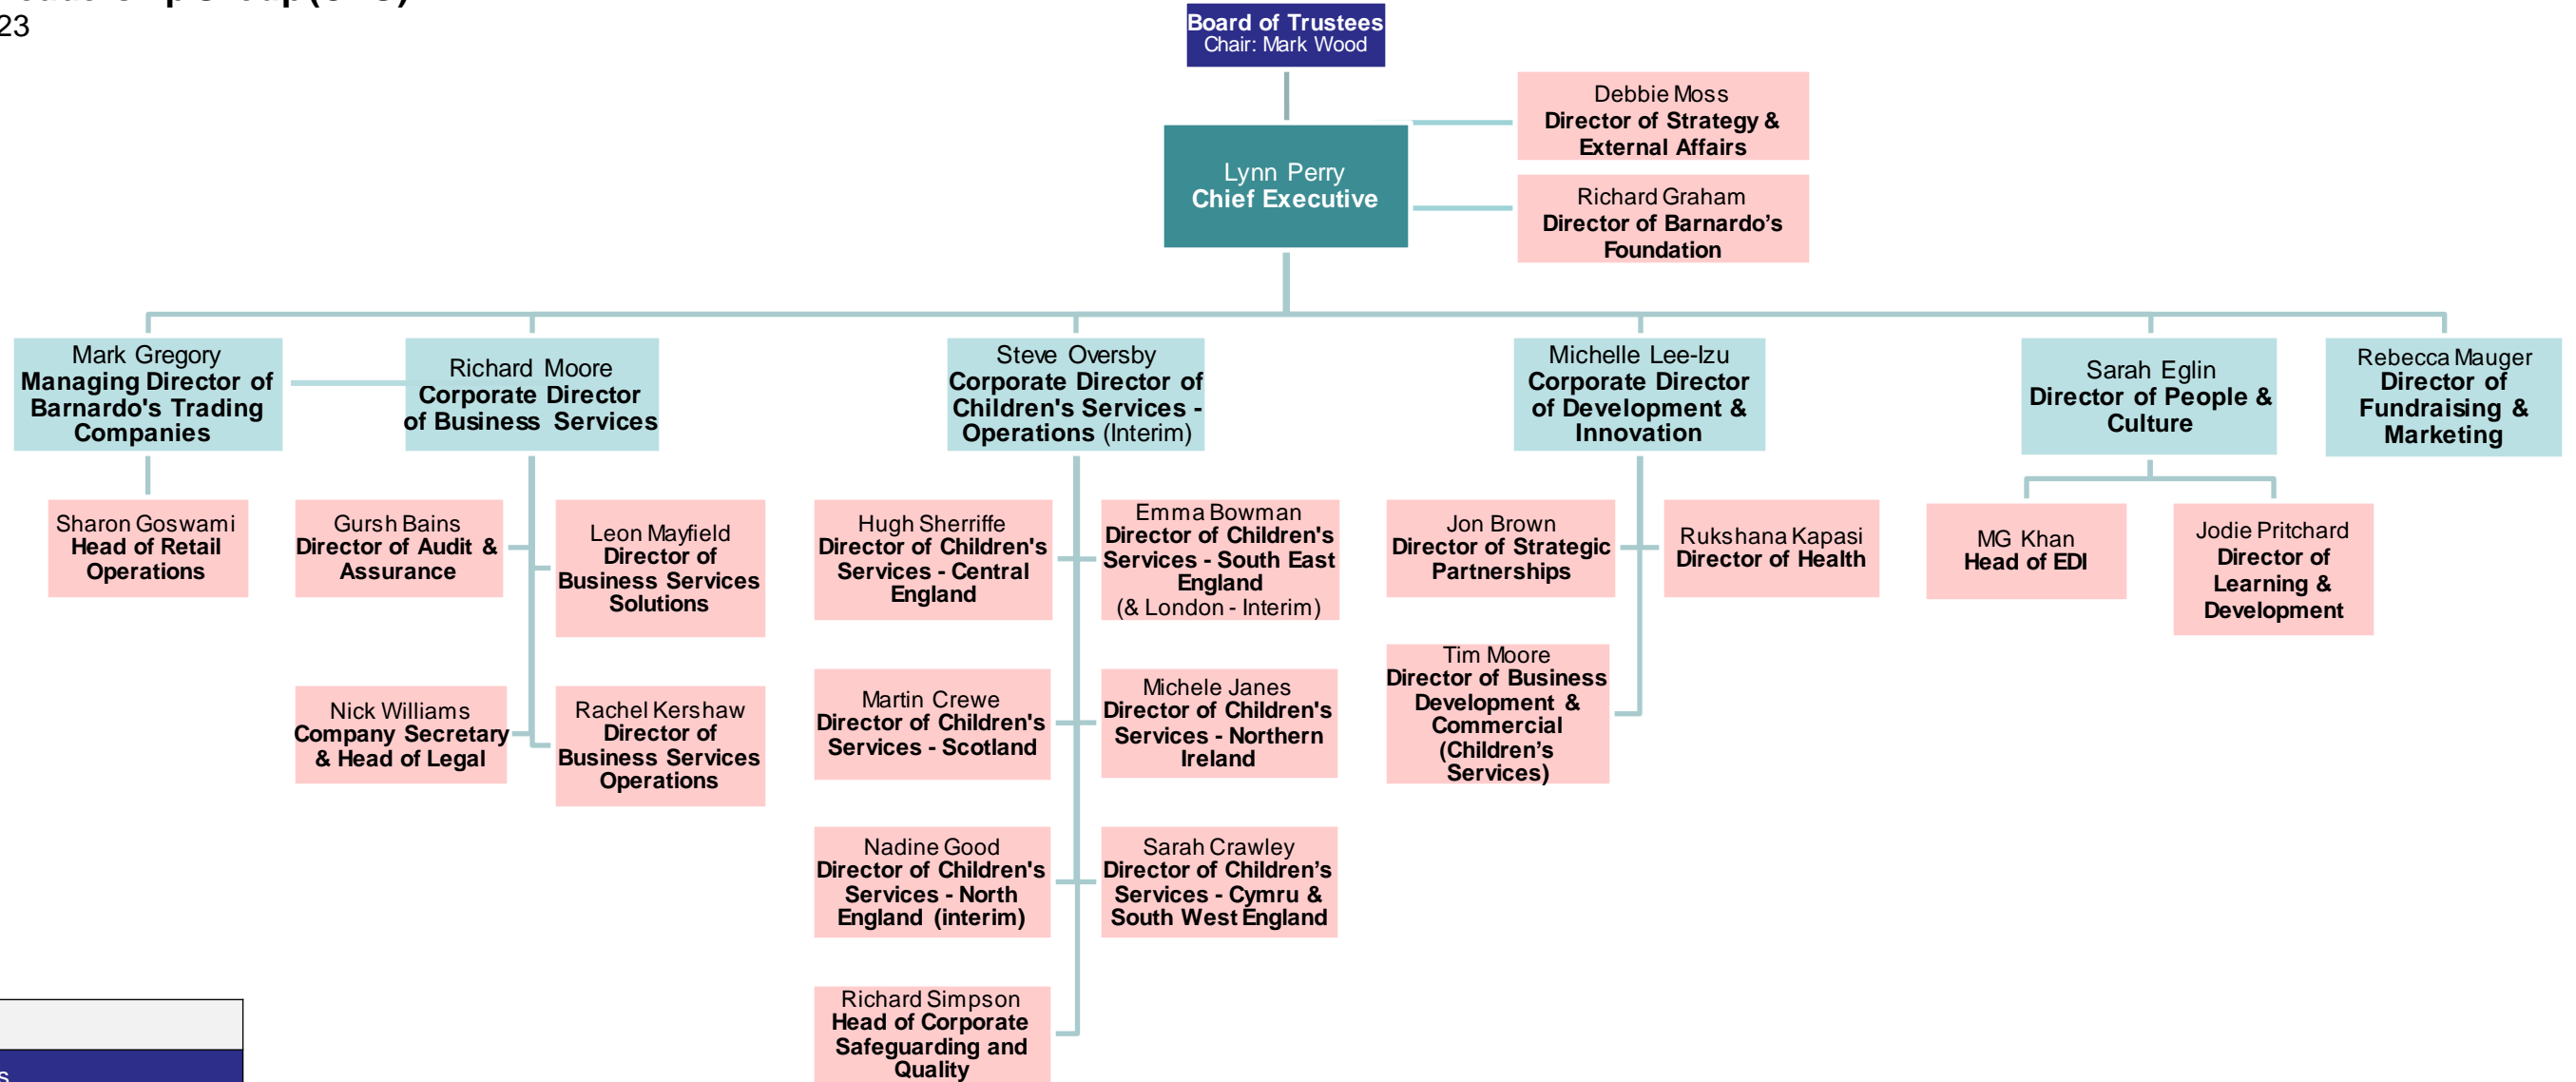 23
Board of Trustees
Chair: Mark Wood
Debbie Moss
Director of Strategy &
External Affairs
Lynn Perry
Chief Executive
Richard Graham
Director of Barnardo’s
Foundation
Mark Gregory
Managing Director of
Barnardo's Trading
Companies
Richard Moore
Corporate Director
of Business Services
Steve Oversby
Corporate Director of
Children's Services -
Operations (Interim)
Michelle Lee-Izu
Corporate Director
of Development &
Innovation
Sarah Eglin
Director of People &
Culture
Rebecca Mauger
Director of
Fundraising &
Marketing
Sharon Goswami
Head of Retail
Operations
Gursh Bains
Director of Audit &
Assurance
Leon Mayfield
Director of
Business Services
Solutions
Hugh Sherriffe
Director of Children's
Services - Central
England
Emma Bowman
Director of Children's
Services - South East
England
(& London - Interim)
Jon Brown
Director of Strategic
Partnerships
Rukshana Kapasi
Director of Health
MG Khan
Head of EDI
Jodie Pritchard
Director of
Learning &
Development
Nick Williams
Company Secretary
& Head of Legal
Rachel Kershaw
Director of
Business Services
Operations
Martin Crewe
Director of Children's
Services - Scotland
Michele Janes
Director of Children's
Services - Northern
Ireland
Tim Moore
Director of Business
Development &
Commercial
(Children’s
Services)
Nadine Good
Director of Children's
Services - North
England (interim)
Sarah Crawley
Director of Children’s
Services - Cymru &
South West England
Richard Simpson
Head of Corporate
Safeguarding and
Quality